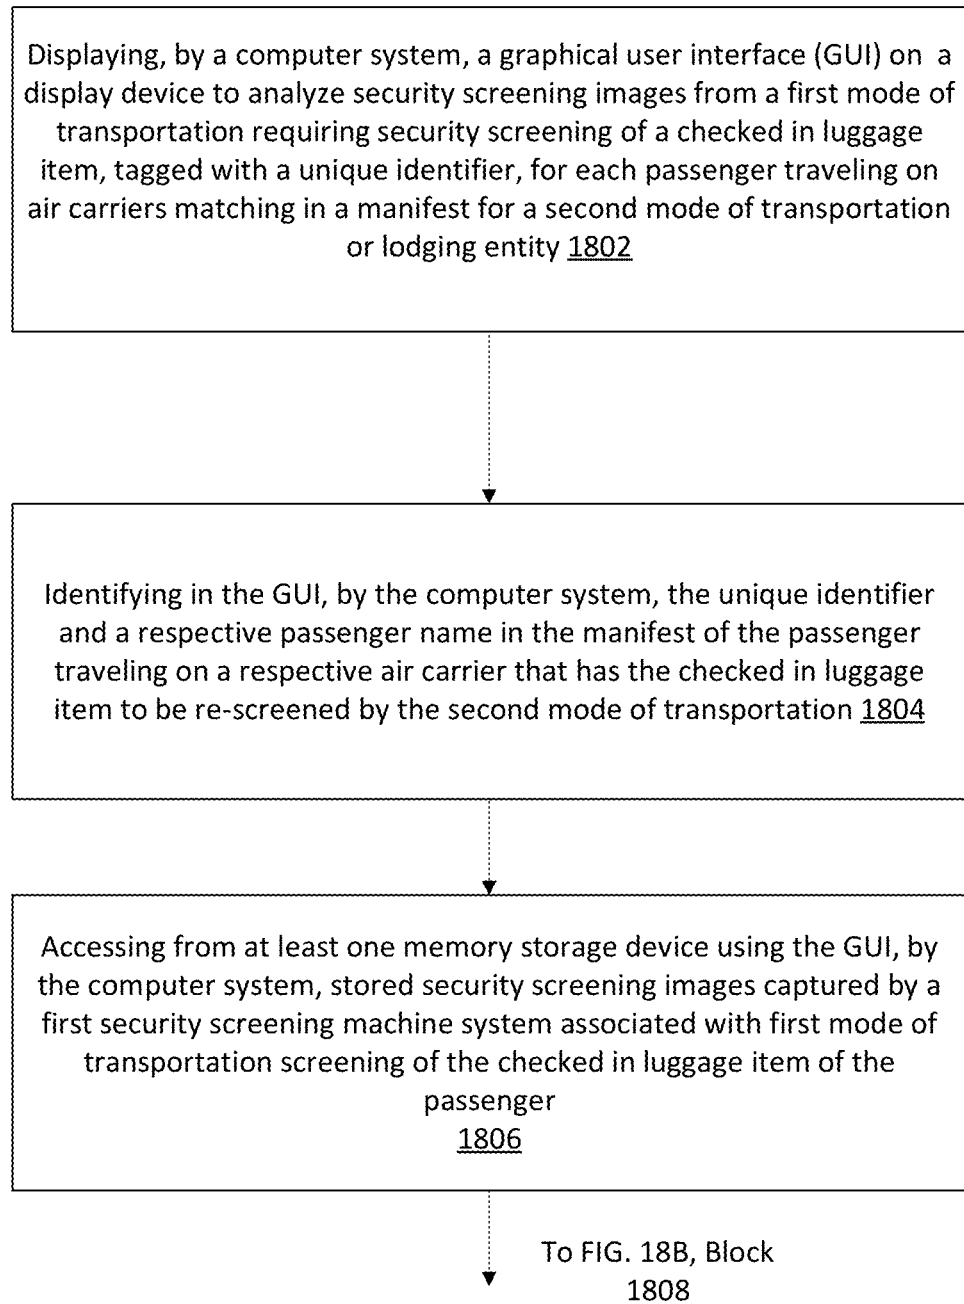 Displaying, by a computer system, a graphical user interface (GUI) on a
display device to analyze security screening images from a first mode of
transportation requiring security screening of a checked in luggage
item, tagged with a unique identifier, for each passenger traveling on
air carriers matching in a manifest for a second mode of transportation
or lodging entity 1802
Identifying in the GUI, by the computer system, the unique identifier
and a respective passenger name in the manifest of the passenger
traveling on a respective air carrier that has the checked in luggage
item to be re-screened by the second mode of transportation 1804
Accessing from at least one memory storage device using the GUI, by
the computer system, stored security screening images captured by a
first security screening machine system associated with first mode of
transportation screening of the checked in luggage item of the
passenger
1806
To FIG. 18B, Block
1808